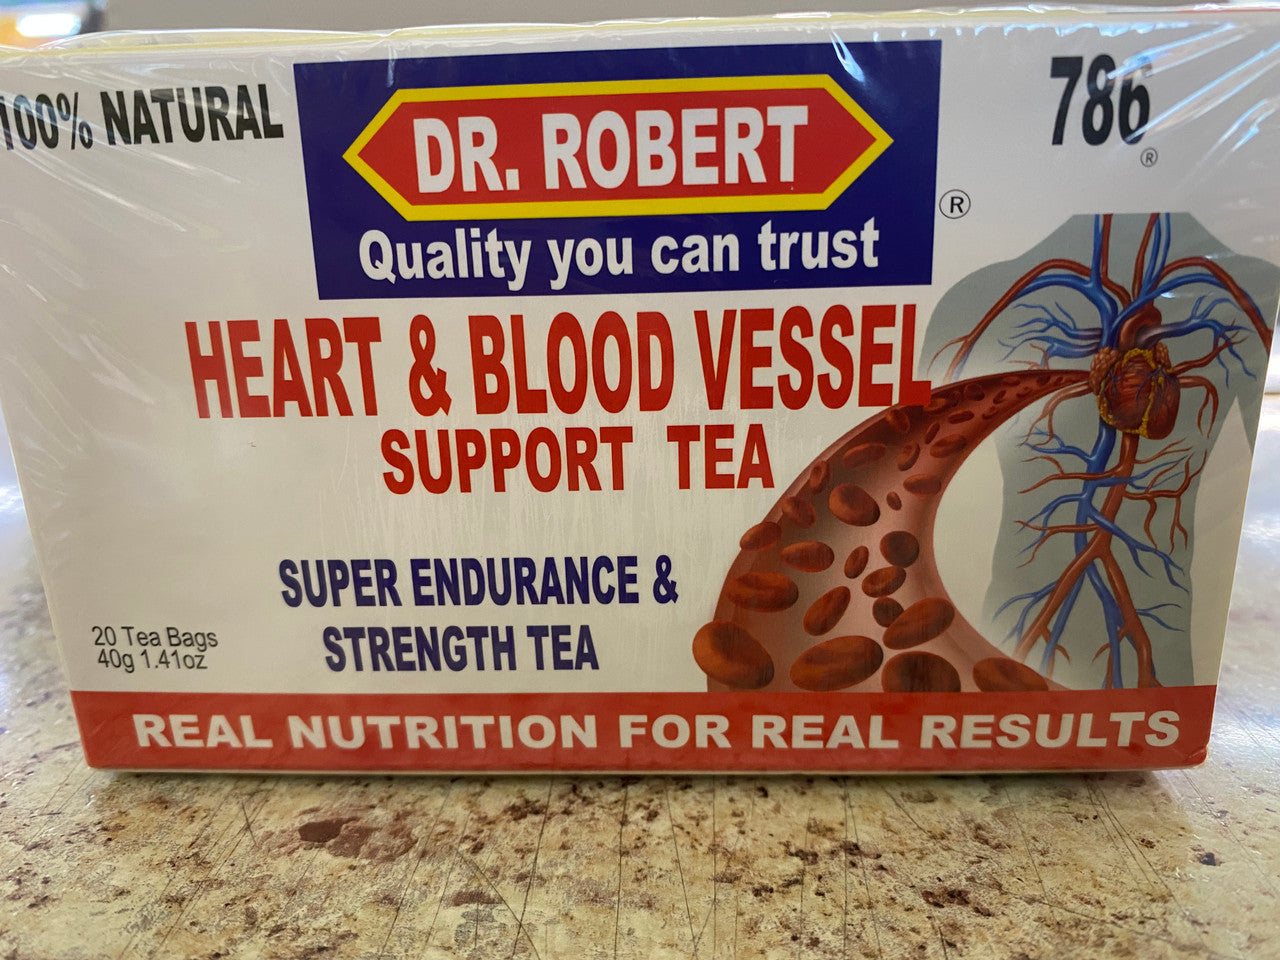 100% NATURAL
DR. ROBERT
®
Quality you can trust
786
®
HEART & BLOOD VESSEL
SUPPORT TEA
SUPER ENDURANCE &
STRENGTH TEA
20 Tea Bags
40g 1.41oz
REAL NUTRITION FOR REAL RESULTS